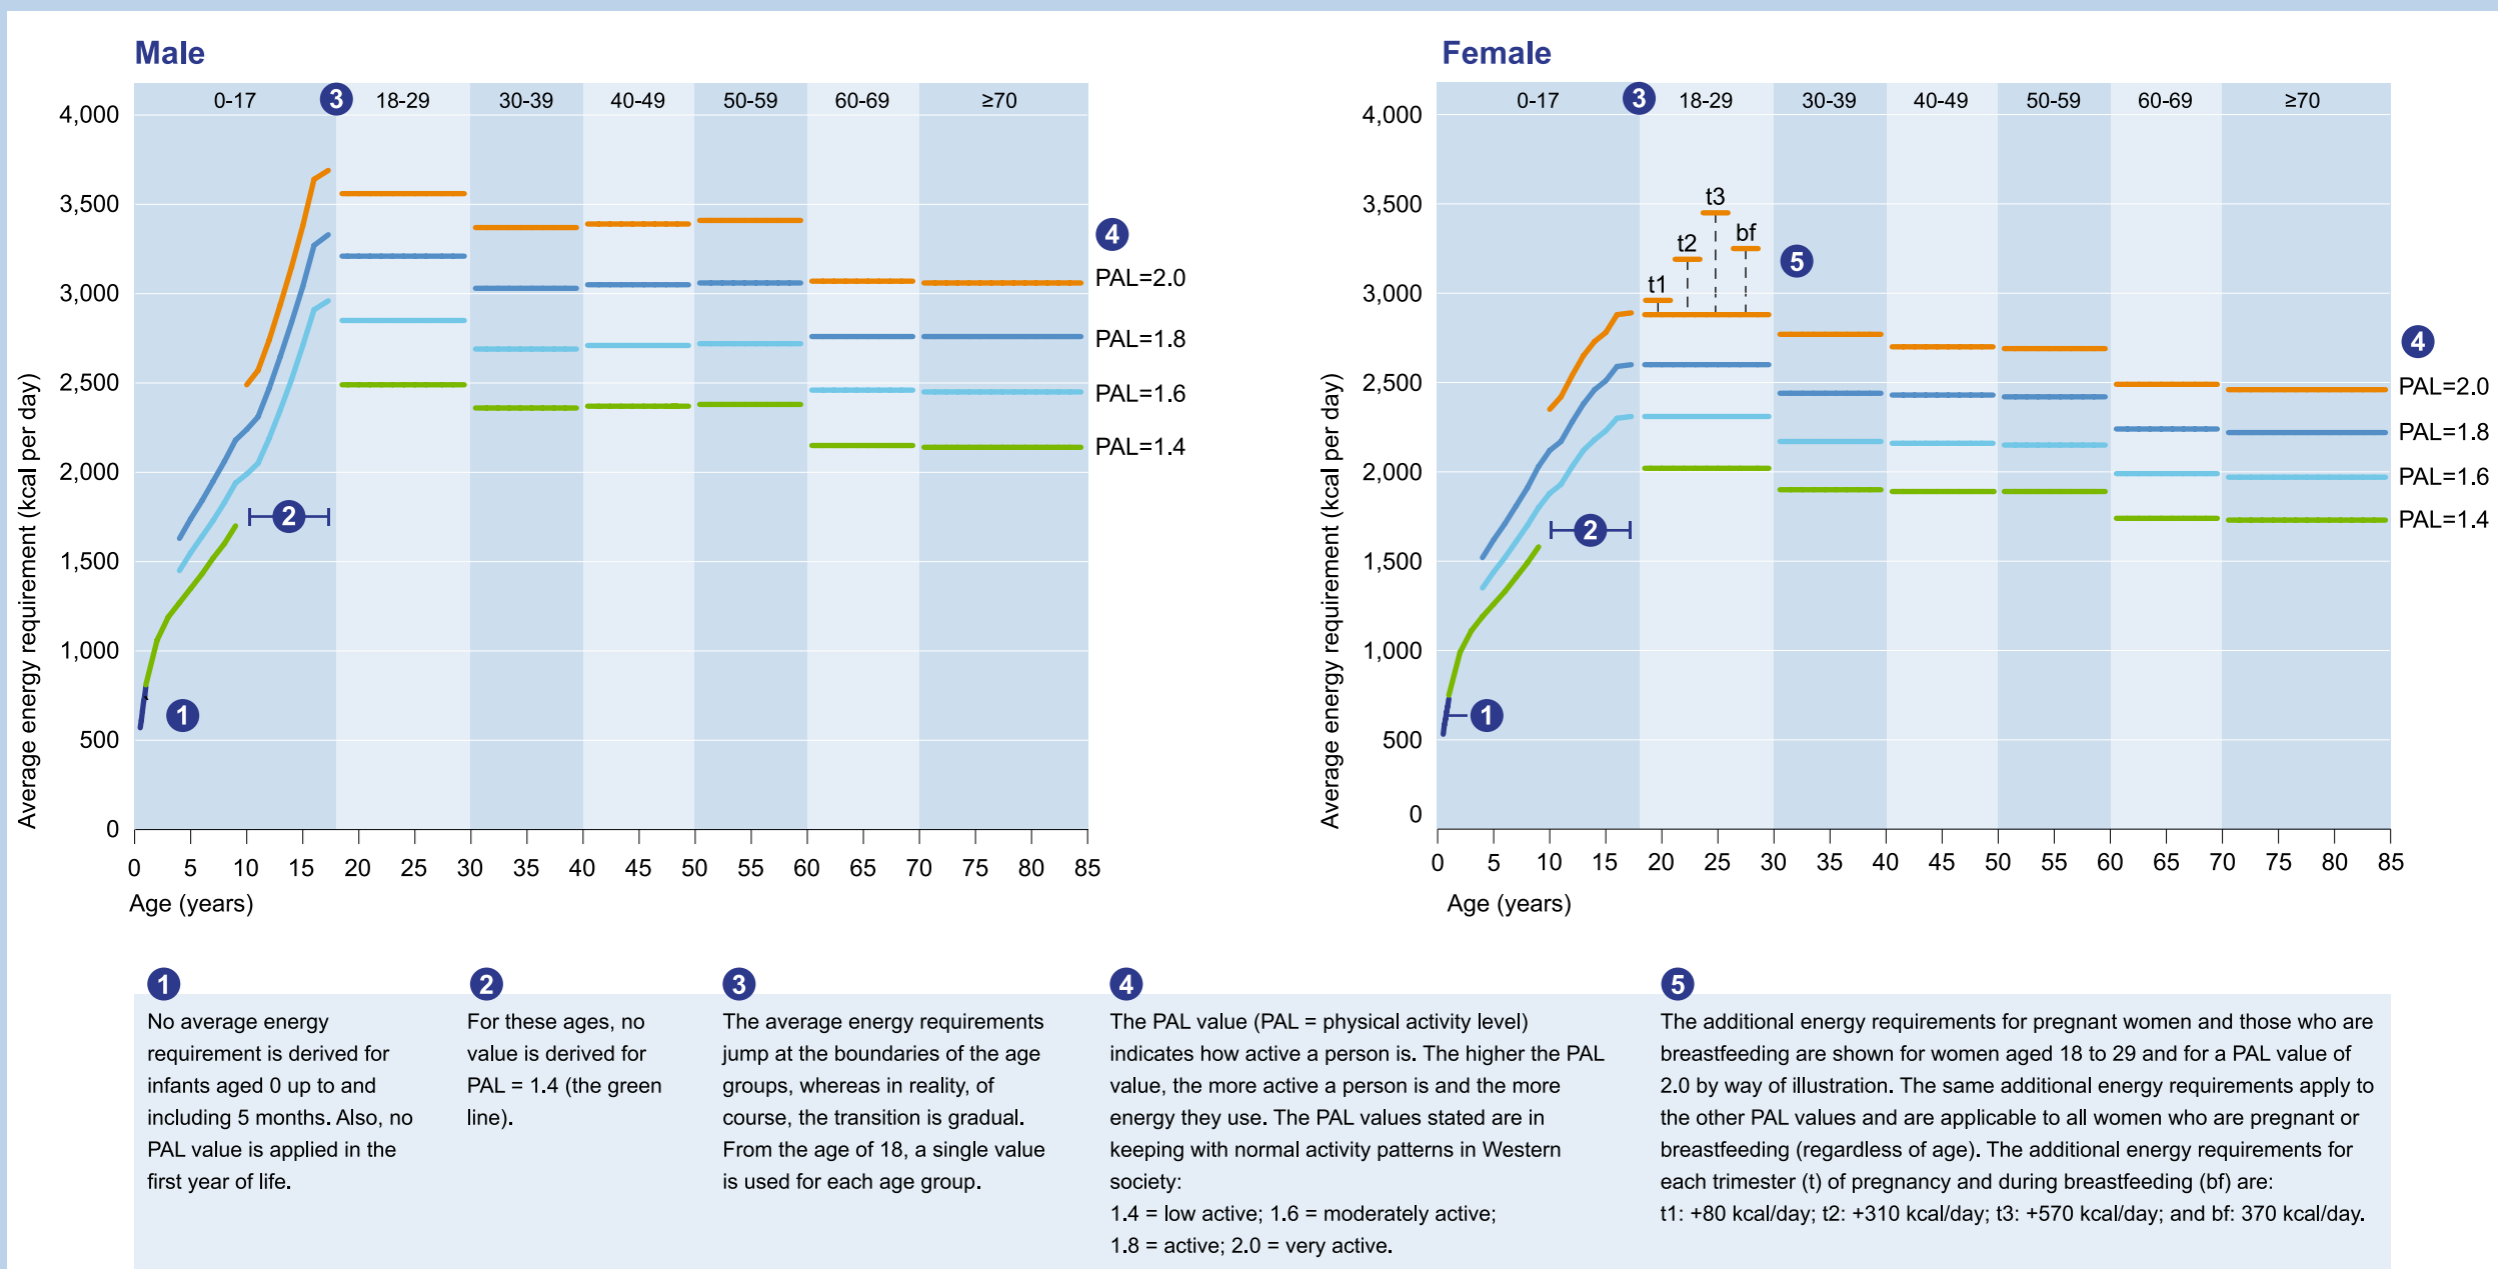 Male
0-17 3 18-29 30-39 40-49 50-59 60-69 ≥70
4,000
3,500
3,000
2,500
2,000
1,500
1,000
500
0
Average energy requirement (kcal per day)
4
PAL=2.0
PAL=1.8
PAL=1.6
PAL=1.4
2
1
0 5 10 15 20 25 30 35 40 45 50 55 60 65 70 75 80 85
Age (years)
Female
0-17 3 18-29 30-39 40-49 50-59 60-69 ≥70
4,000
3,500
3,000
2,500
2,000
1,500
1,000
500
0
Average energy requirement (kcal per day)
t1
t2
t3
bf
5
4
PAL=2.0
PAL=1.8
PAL=1.6
PAL=1.4
2
1
0 5 10 15 20 25 30 35 40 45 50 55 60 65 70 75 80 85
Age (years)
1
No average energy
requirement is derived for
infants aged 0 up to and
including 5 months. Also, no
PAL value is applied in the
first year of life.
2
For these ages, no
value is derived for
PAL = 1.4 (the green
line).
3
The average energy requirements
jump at the boundaries of the age
groups, whereas in reality, of
course, the transition is gradual.
From the age of 18, a single value
is used for each age group.
4
The PAL value (PAL = physical activity level)
indicates how active a person is. The higher the PAL
value, the more active a person is and the more
energy they use. The PAL values stated are in
keeping with normal activity patterns in Western
society:
1.4 = low active; 1.6 = moderately active;
1.8 = active; 2.0 = very active.
5
The additional energy requirements for pregnant women and those who are
breastfeeding are shown for women aged 18 to 29 and for a PAL value of
2.0 by way of illustration. The same additional energy requirements apply to
the other PAL values and are applicable to all women who are pregnant or
breastfeeding (regardless of age). The additional energy requirements for
each trimester (t) of pregnancy and during breastfeeding (bf) are:
t1: +80 kcal/day; t2: +310 kcal/day; t3: +570 kcal/day; and bf: 370 kcal/day.